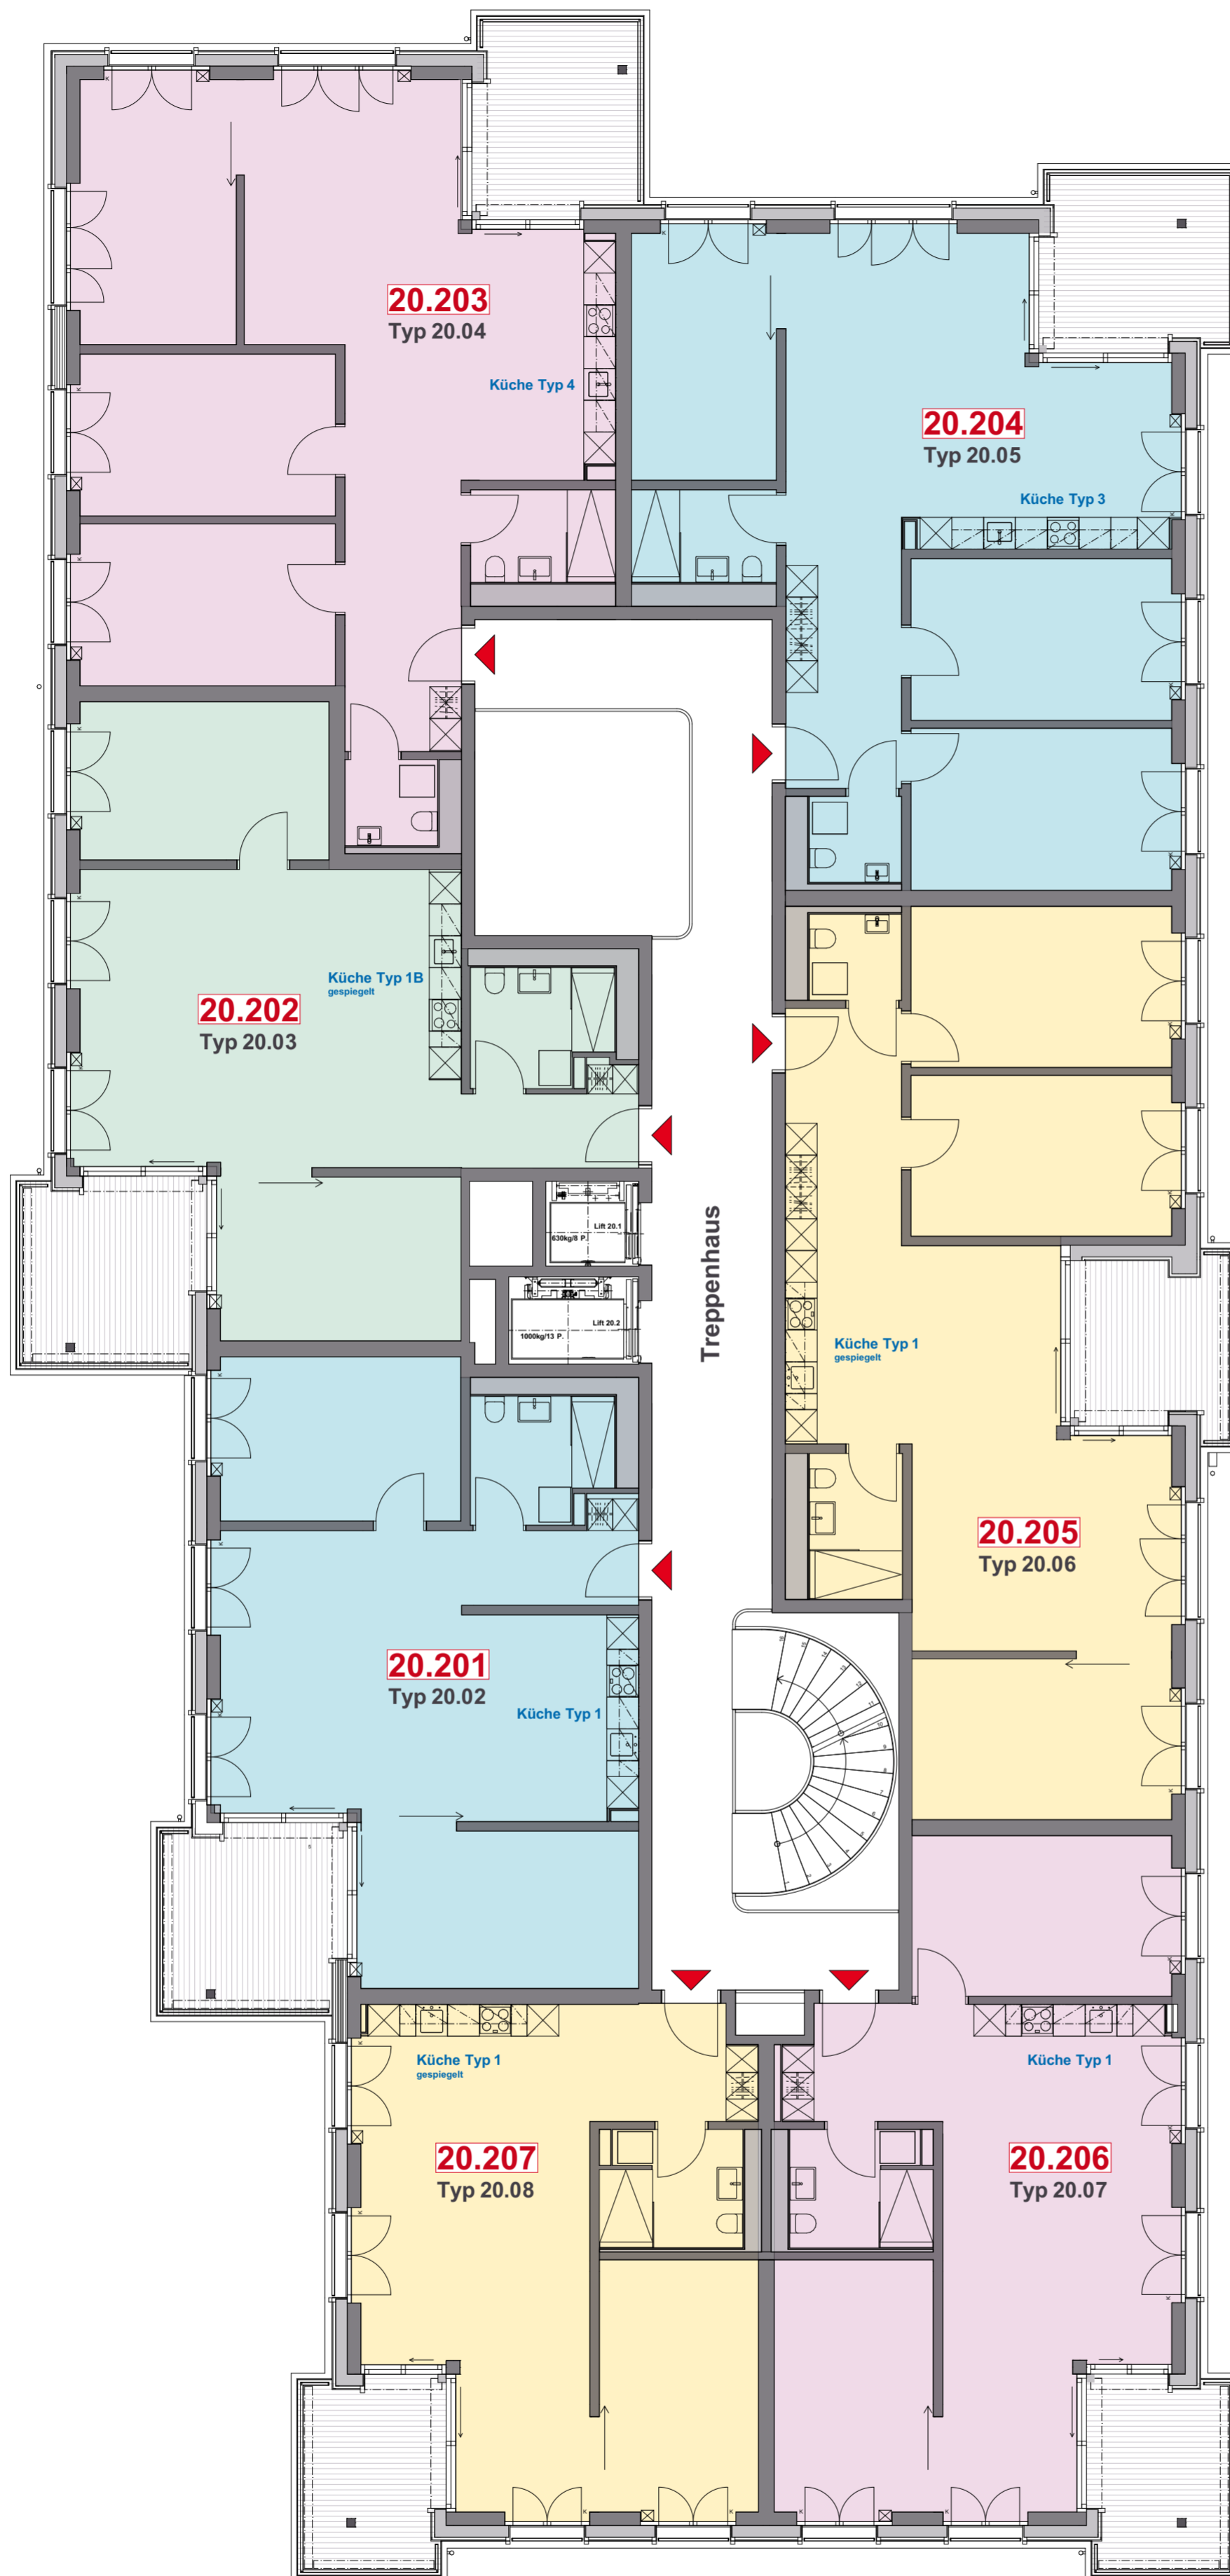 20.203
Typ 20.04
Küche Typ 4
20.204
Typ 20.05
Küche Typ 3
Küche Typ 1B
gespiegelt
20.202
Typ 20.03
Lift 20.1
630kg/8 P.
Lift 20.2
1000kg/13 P.
Treppenhaus
Küche Typ 1
gespiegelt
20.205
Typ 20.06
20.201
Typ 20.02
Küche Typ 1
Küche Typ 1
gespiegelt
Küche Typ 1
20.207
Typ 20.08
20.206
Typ 20.07